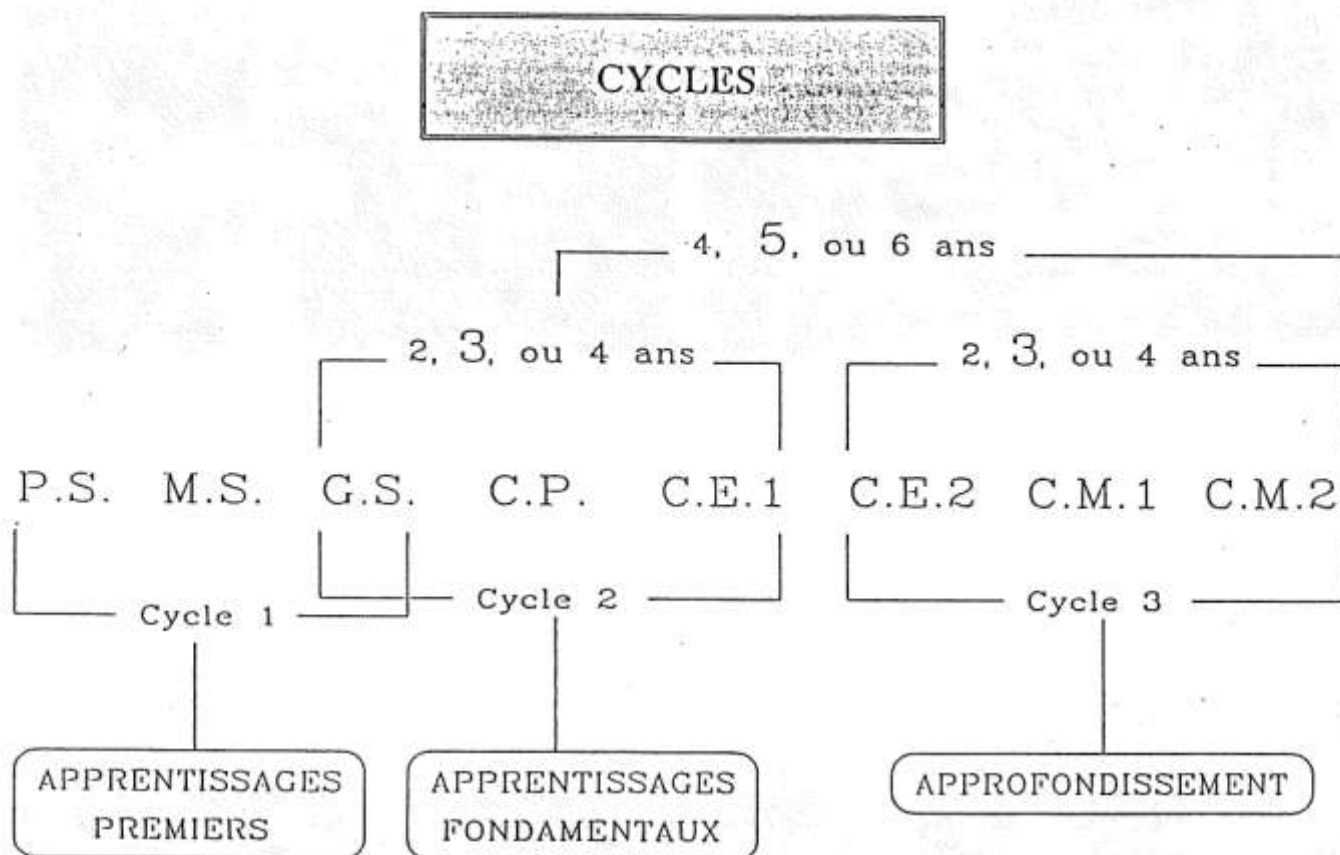 CYCLES
4, 5, ou 6 ans
2, 3, ou 4 ans
2, 3, ou 4 ans
P.S. M.S. G.S. C.P. C.E.1 C.E.2 C.M.1 C.M.2
Cycle 1
Cycle 2
Cycle 3
APPRENTISSAGES
PREMIERS
APPRENTISSAGES
FONDAMENTAUX
APPROFONDISSEMENT